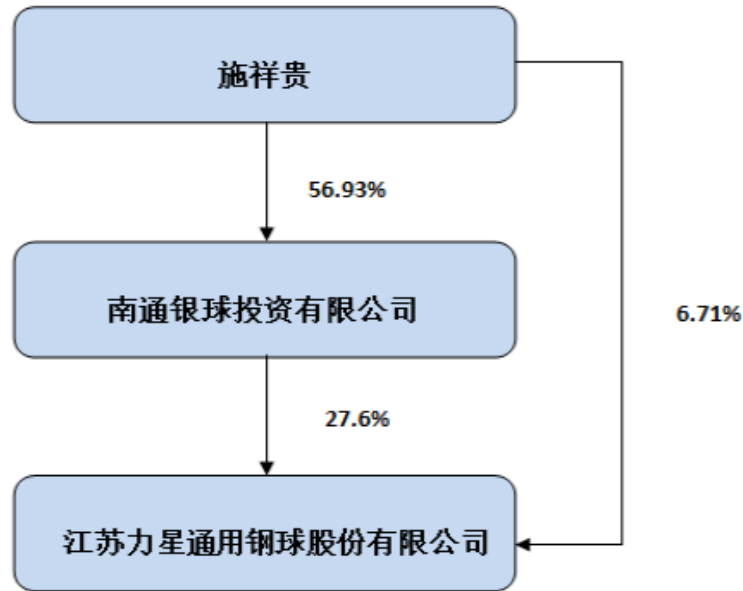 施祥贵
56.93%
南通银球投资有限公司
6.71%
27.6%
江苏力星通用钢球股份有限公司